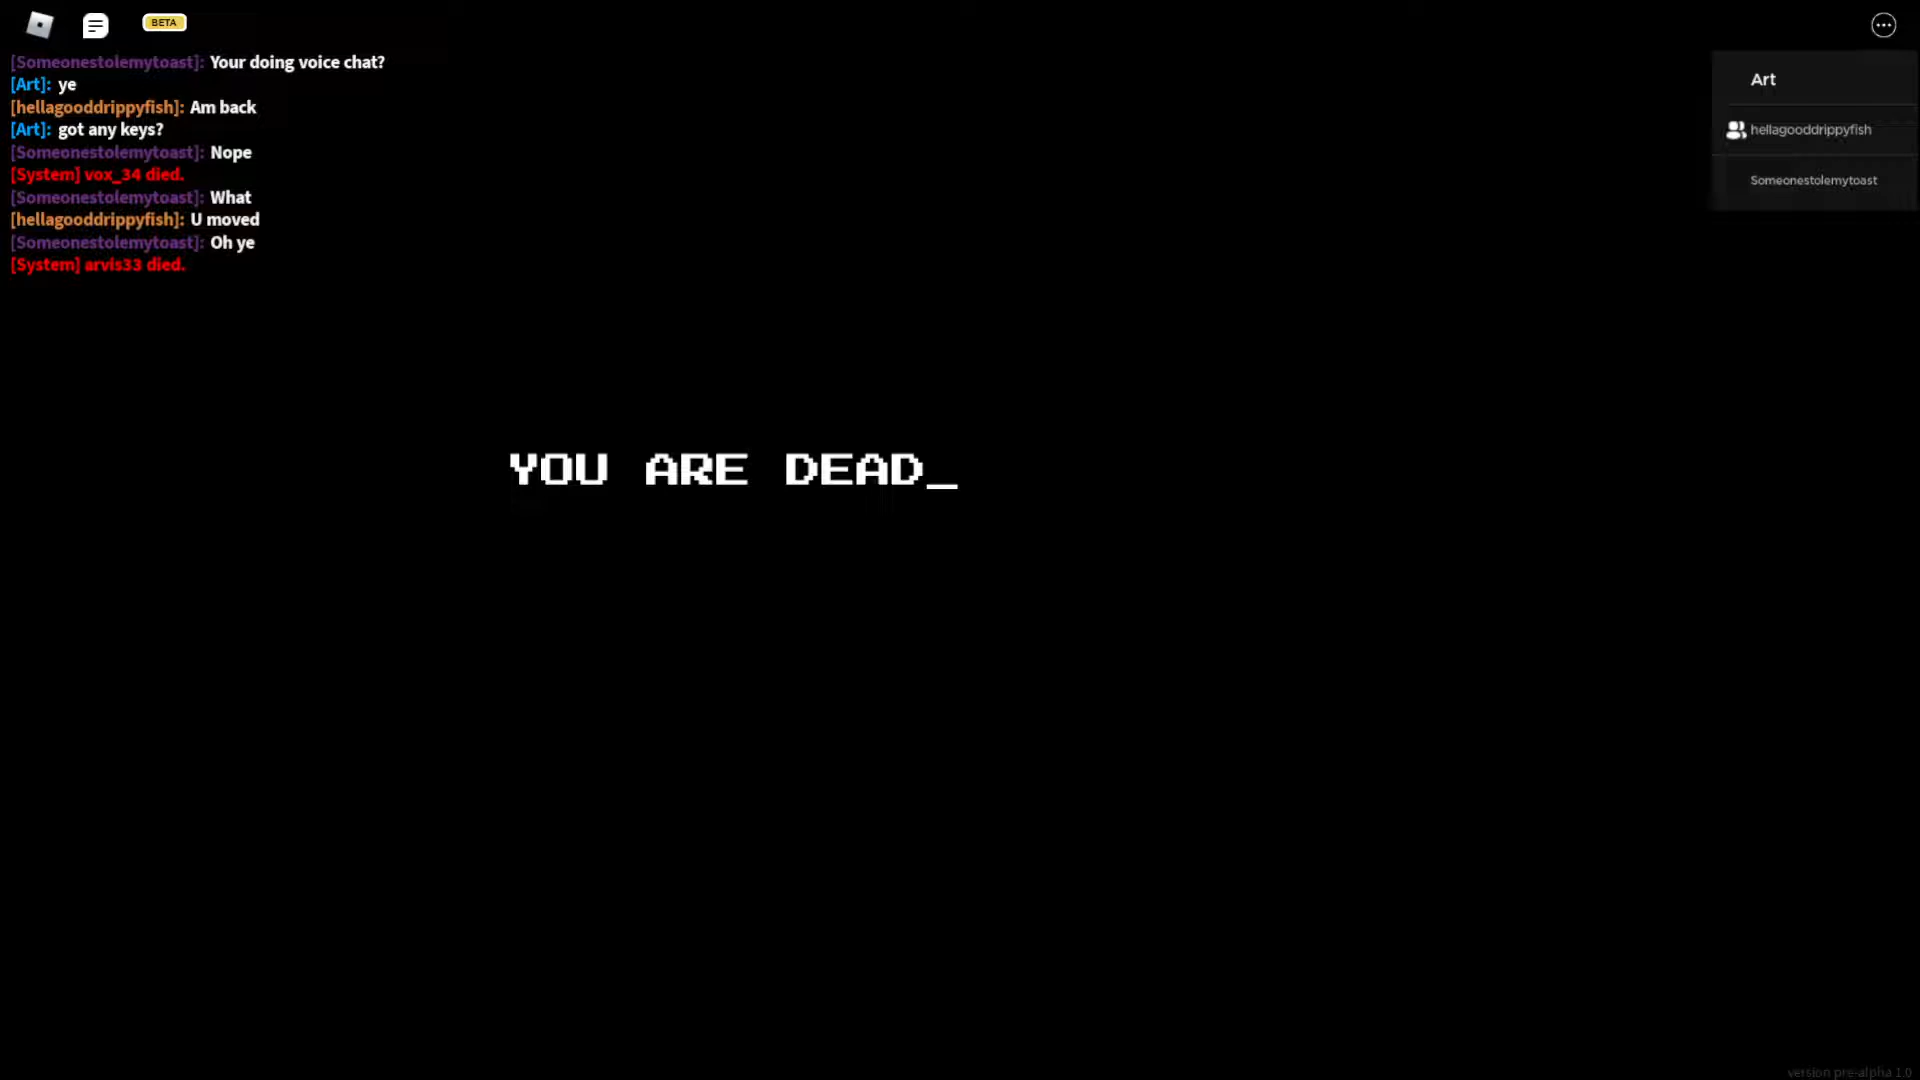 BETA
[Someonestolemytoast]: Your doing voice chat?
[Art]: ye
[hellagooddrippyfish]: Am back
[Art]: got any keys?
[Someonestolemytoast]: Nope
[System] vox_34 died.
[Someonestolemytoast]: What
[hellagooddrippyfish]: U moved
[Someonestolemytoast]: Oh ye
[System] arvis33 died.
Art
hellagooddrippyfish
Someonestolemytoast
YOU ARE DEAD_
version pre-alpha 1.0